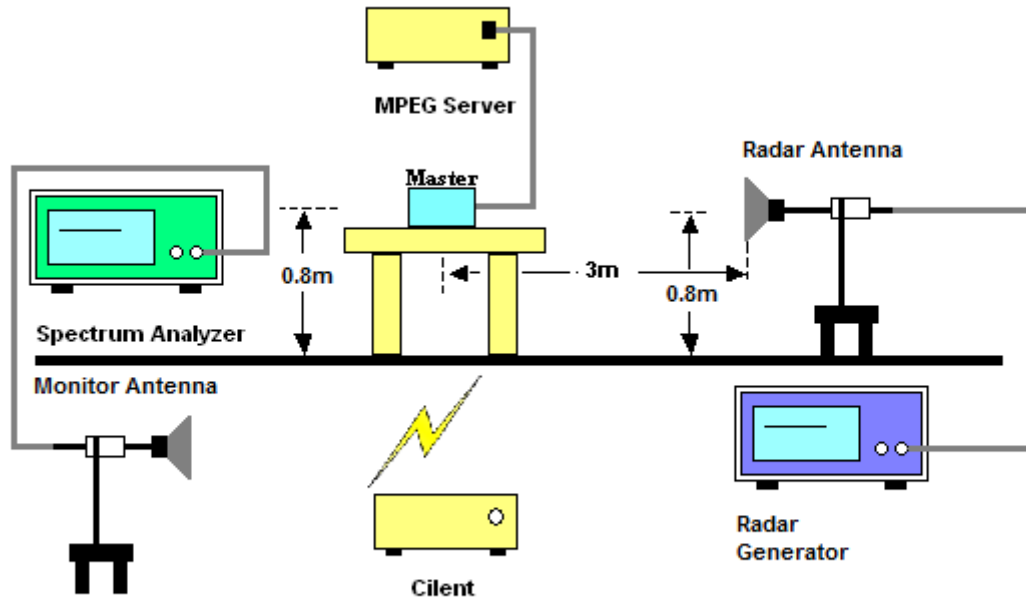 MPEG Server
Master
Radar Antenna
0.8m
3m
0.8m
Spectrum Analyzer
Monitor Antenna
Radar
Generator
Cilent